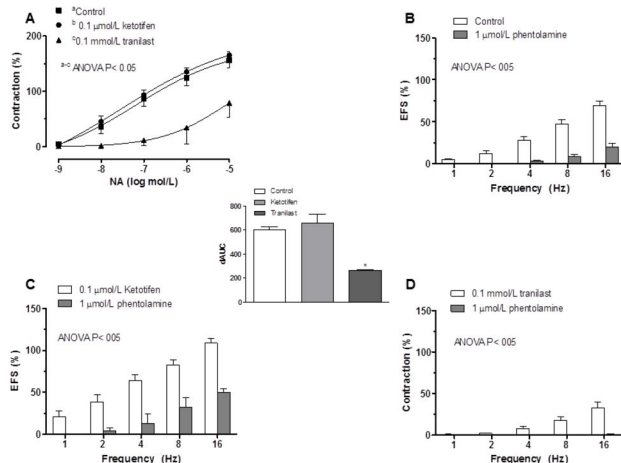 A
ᵃControl
ᵇ 0.1 μmol/L ketotifen
ᶜ0.1 mmol/L tranilast
ᵃ⁻ᶜ ANOVA P< 0.05
Contraction (%)
200
100
0
-9 -8 -7 -6 -5
NA (log mol/L)
B
Control
1 μmol/L phentolamine
ANOVA P< 005
EFS (%)
150
100
50
0
1 2 4 8 16
Frequency (Hz)
Control
Ketotifen
Tranilast
dAUC
800
600
400
200
0
*
C
0.1 μmol/L Ketotifen
1 μmol/L phentolamine
ANOVA P< 005
EFS (%)
150
100
50
0
1 2 4 8 16
Frequency (Hz)
D
0.1 mmol/L tranilast
1 μmol/L phentolamine
ANOVA P< 005
Contraction (%)
150
100
50
0
1 2 4 8 16
Frequency (Hz)